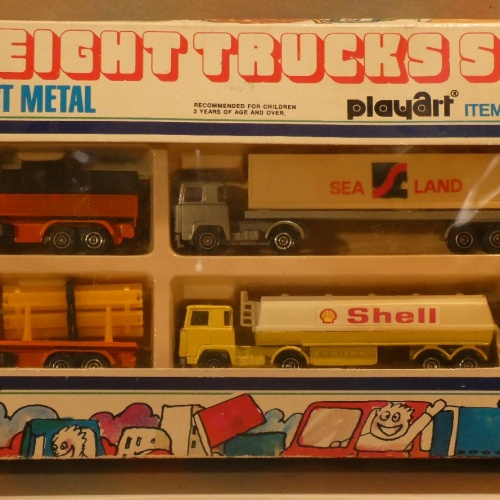 EIGHT TRUCKS S
T METAL
RECOMMENDED FOR CHILDREN
3 YEARS OF AGE AND OVER.
playart®
ITEM
SEA LAND
Shell